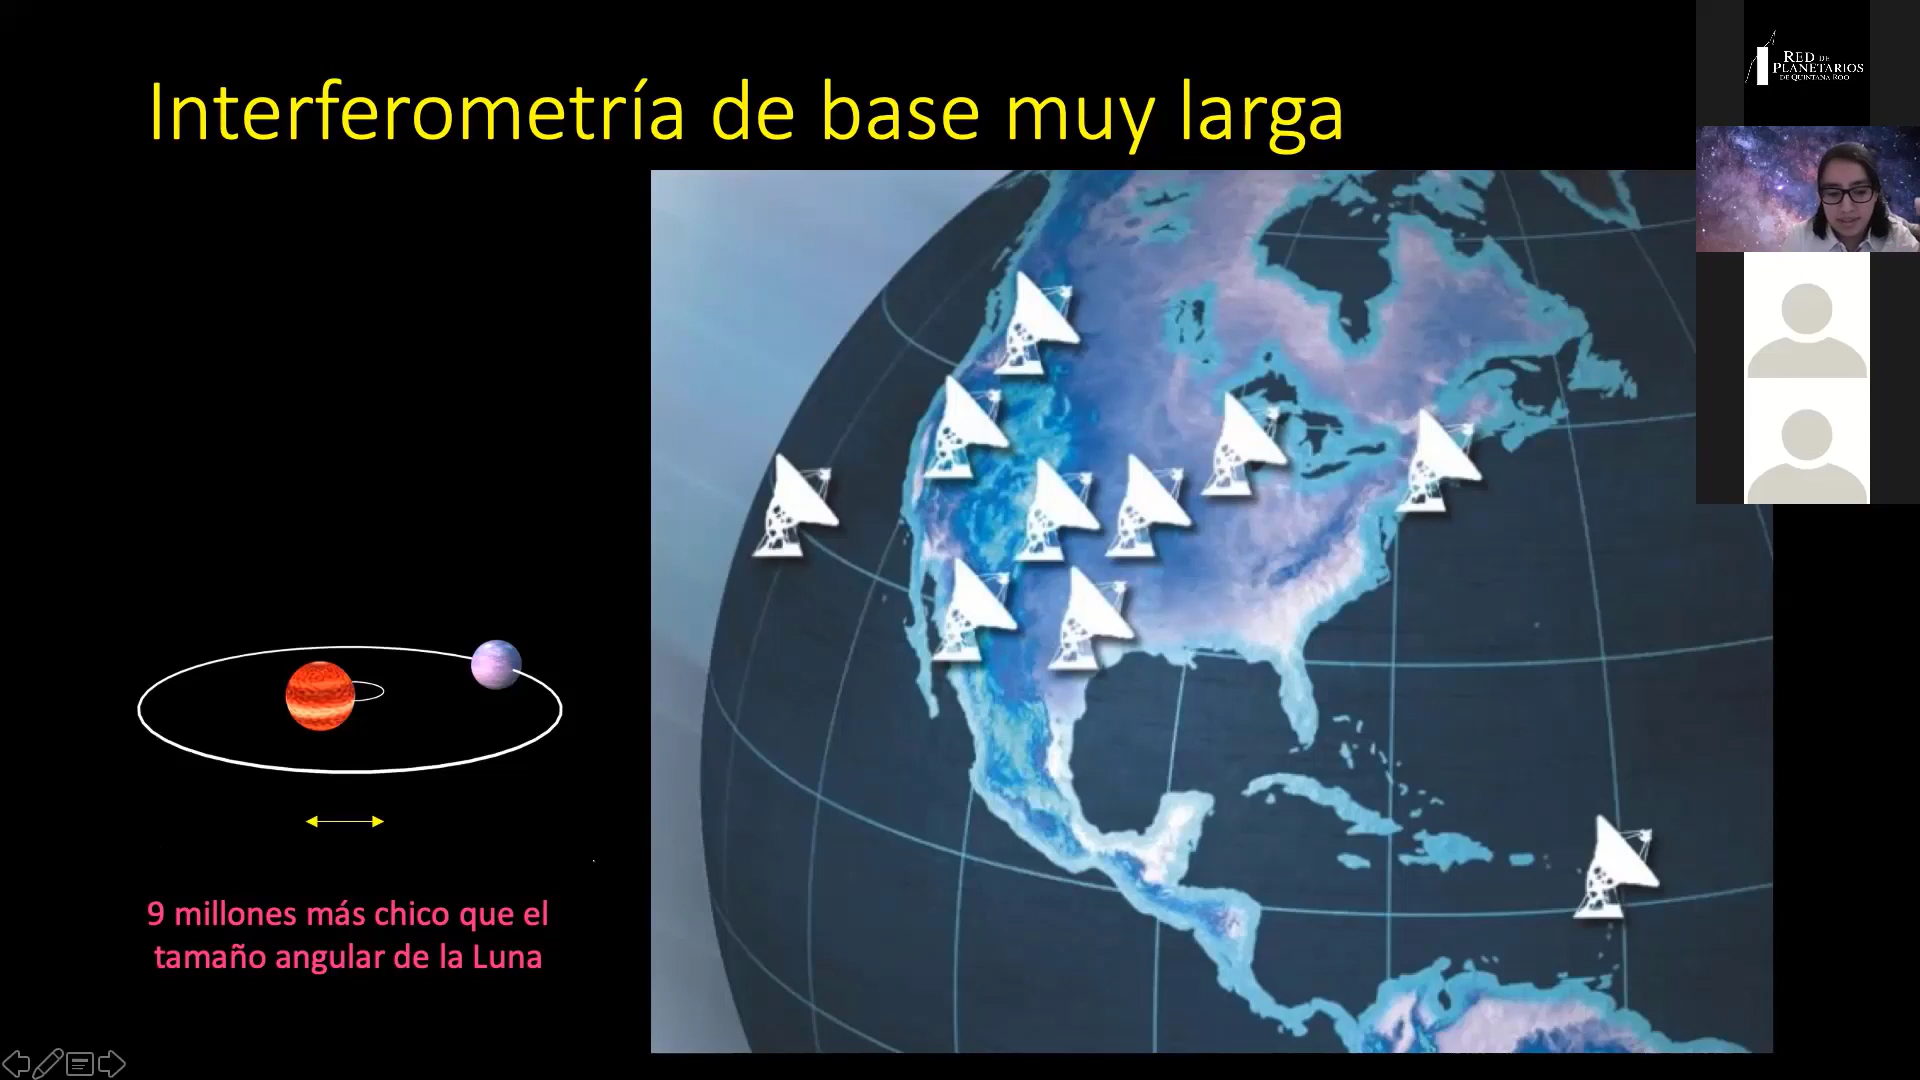 Interferometría de base muy larga
RED DE
PLANETARIOS
DE QUINTANA ROO
9 millones más chico que el
tamaño angular de la Luna